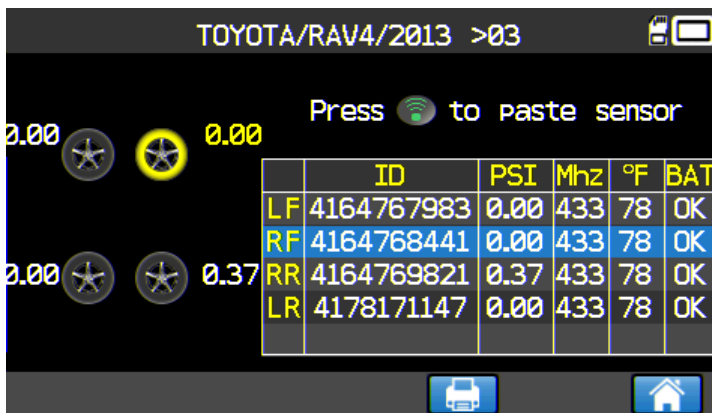 TOYOTA/RAV4/2013 >03
Press to paste sensor
0.00 0.00
0.00 0.37
ID PSI Mhz °F BAT
LF 4164767983 0.00 433 78 OK
RF 4164768441 0.00 433 78 OK
RR 4164769821 0.37 433 78 OK
LR 4178171147 0.00 433 78 OK